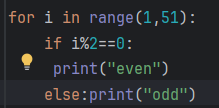 for i in range(1,51):
    if i%2==0:
     print("even")
    else:print("odd")